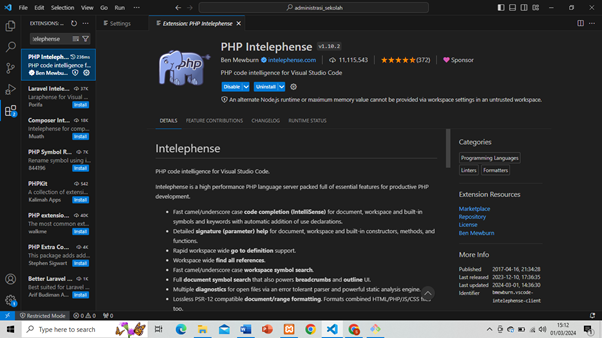 File Edit Selection View Go Run ...
administrasi_sekolah
EXTENSIONS: ...
Settings
Extension: PHP Intelephense
PHP Intelephense v1.10.2
Ben Mewburn intelephense.com 11,115,543 (372) Sponsor
PHP code intelligence for Visual Studio Code
Disable Uninstall
An alternate Node.js runtime or maximum memory value cannot be provided via workspace settings in an untrusted workspace.
DETAILS FEATURE CONTRIBUTIONS CHANGELOG RUNTIME STATUS
Intelephense
PHP code intelligence for Visual Studio Code.
Intelephense is a high performance PHP language server packed full of essential features for productive PHP
development.
Fast camel/underscore case code completion (IntelliSense) for document, workspace and built-in
symbols and keywords with automatic addition of use declarations.
Detailed signature (parameter) help for document, workspace and built-in constructors, methods, and
functions.
Rapid workspace wide go to definition support.
Workspace wide find all references.
Fast camel/underscore case workspace symbol search.
Full document symbol search that also powers breadcrumbs and outline UI.
Multiple diagnostics for open files via an error tolerant parser and powerful static analysis engine.
Lossless PSR-12 compatible document/range formatting. Formats combined HTML/PHP/JS/CSS files
too.
Categories
Programming Languages
Linters Formatters
Extension Resources
Marketplace
Repository
License
Ben Mewburn
More Info
Published 2017-04-16, 21:34:28
Last released 2023-12-10, 17:36:35
Last updated 2024-03-01, 14:36:30
Identifier bmewburn.vscode-
intelephense-client
PHP Inteleph... 238ms
PHP code intelligence for...
Ben Mewbu...
Laravel Intele... 37K
Laraphense for Visual ...
Porifa Install
Composer Int... 18K
Intelephense for comp...
Muath Install
PHP Symbol R... 7K
Rename symbol using i...
844196 Install
PHPKit 542
A collection of extensi...
Kalimah Apps Install
PHP extension... 40K
The most common ext...
walkme Install
PHP Extra Co... 4K
This package adds add...
Stephen Sigwart Install
Better Laravel ... 1K
Best suited for Laravel ...
Arif Budiman A... Install
Restricted Mode 0 0 0
Type here to search
15:12
01/03/2024